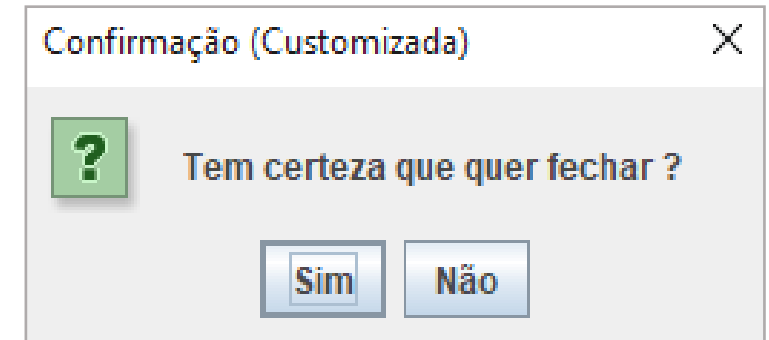 Confirmação (Customizada)
?
Tem certeza que quer fechar ?
Sim Não